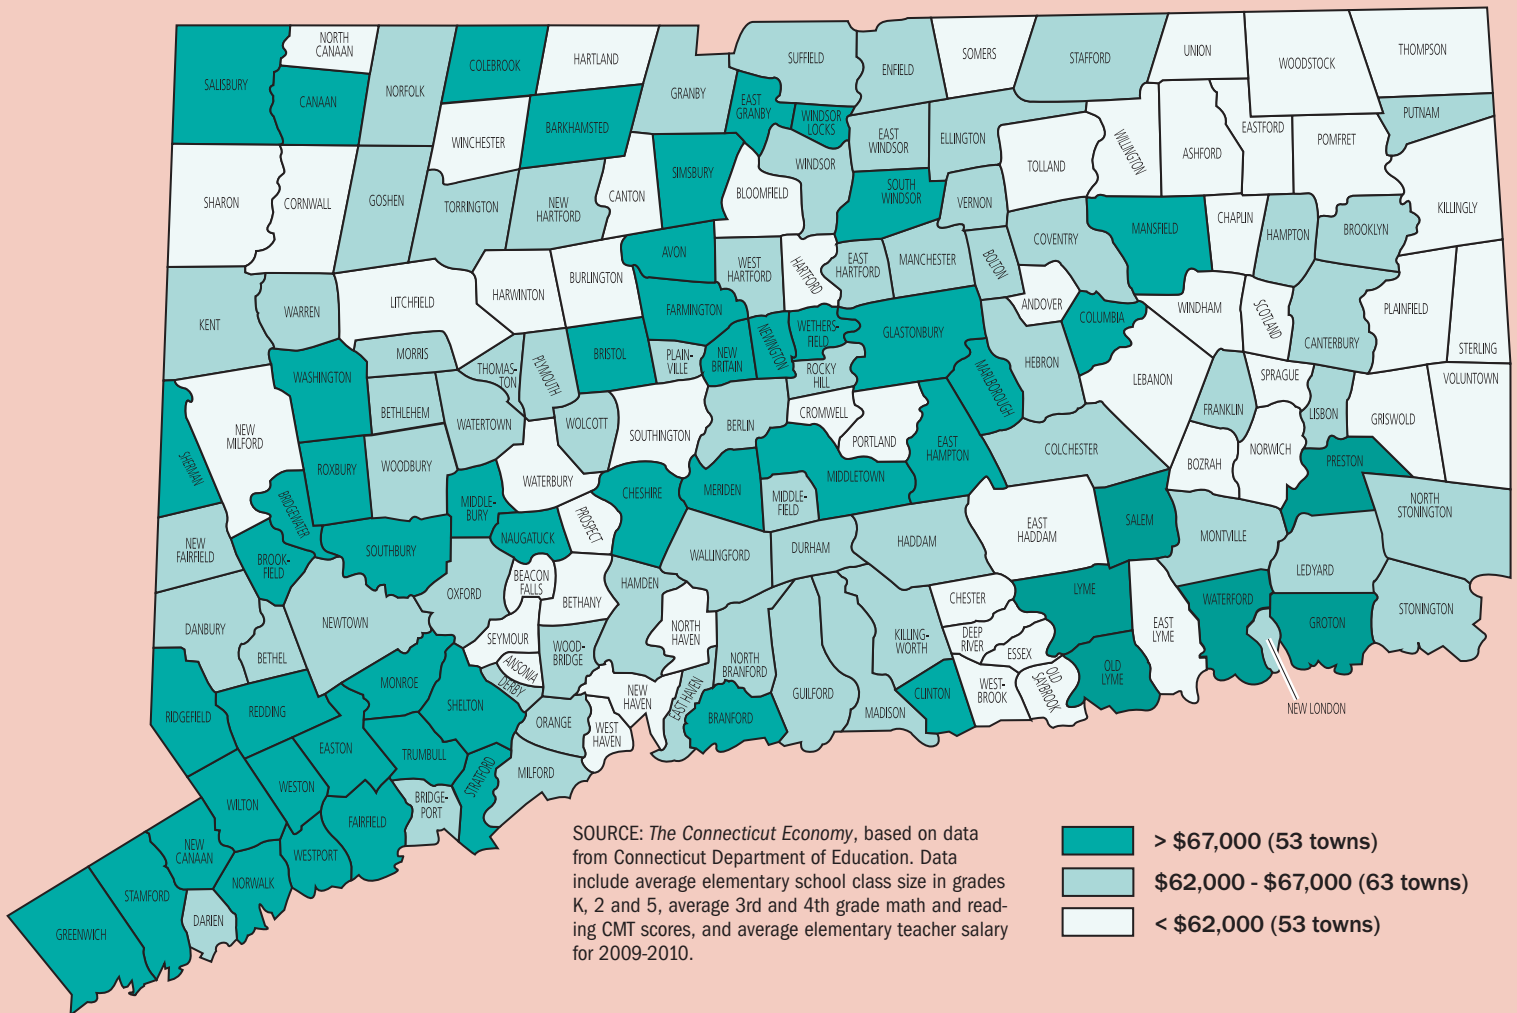 NORTH
CANAAN
COLEBROOK
HARTLAND
SUFFIELD
ENFIELD
SOMERS
STAFFORD
UNION
WOODSTOCK
THOMPSON
SALISBURY
CANAAN
NORFOLK
GRANBY
EAST
GRANBY
WINDSOR
LOCKS
PUTNAM
WINCHESTER
BARKHAMSTED
EAST
WINDSOR
ELLINGTON
TOLLAND
WILLINGTON
ASHFORD
EASTFORD
POMFRET
SIMSBURY
BLOOMFIELD
WINDSOR
SHARON
CORNWALL
GOSHEN
TORRINGTON
NEW
HARTFORD
CANTON
SOUTH
WINDSOR
VERNON
COVENTRY
MANSFIELD
CHAPLIN
HAMPTON
BROOKLYN
KILLINGLY
AVON
WEST
HARTFORD
HARTFORD
EAST
HARTFORD
MANCHESTER
BOLTON
KENT
WARREN
LITCHFIELD
HARWINTON
BURLINGTON
ANDOVER
COLUMBIA
WINDHAM
SCOTLAND
CANTERBURY
PLAINFIELD
STERLING
FARMINGTON
NEWINGTON
WETHERS-
FIELD
GLASTONBURY
MORRIS
THOMAS-
TON
PLYMOUTH
BRISTOL
PLAIN-
VILLE
NEW
BRITAIN
ROCKY
HILL
MARLBOROUGH
HEBRON
LEBANON
SPRAGUE
VOLUNTOWN
WASHINGTON
BETHLEHEM
WATERTOWN
WOLCOTT
SOUTHINGTON
BERLIN
CROMWELL
PORTLAND
FRANKLIN
LISBON
GRISWOLD
NEW
MILFORD
SHERMAN
ROXBURY
WOODBURY
WATERBURY
EAST
HAMPTON
COLCHESTER
BOZRAH
NORWICH
PRESTON
BRIDGEWATER
MIDDLE-
BURY
CHESHIRE
MERIDEN
MIDDLETOWN
MIDDLE-
FIELD
NORTH
STONINGTON
NEW
FAIRFIELD
BROOK-
FIELD
SOUTHBURY
NAUGATUCK
PROSPECT
WALLINGFORD
DURHAM
HADDAM
EAST
HADDAM
SALEM
MONTVILLE
LEDYARD
DANBURY
BETHEL
NEWTOWN
OXFORD
BEACON
FALLS
BETHANY
HAMDEN
CHESTER
LYME
WATERFORD
GROTON
STONINGTON
SEYMOUR
WOOD-
BRIDGE
NORTH
HAVEN
NORTH
BRANFORD
KILLING-
WORTH
DEEP
RIVER
ESSEX
EAST
LYME
ANSONIA
DERBY
RIDGEFIELD
REDDING
MONROE
SHELTON
ORANGE
NEW
HAVEN
WEST
HAVEN
EAST HAVEN
BRANFORD
GUILFORD
MADISON
CLINTON
WEST-
BROOK
OLD
SAYBROOK
OLD
LYME
NEW LONDON
EASTON
TRUMBULL
STRATFORD
MILFORD
WILTON
WESTON
FAIRFIELD
BRIDGE-
PORT
NEW
CANAAN
WESTPORT
STAMFORD
NORWALK
DARIEN
GREENWICH
SOURCE: The Connecticut Economy, based on data
from Connecticut Department of Education. Data
include average elementary school class size in grades
K, 2 and 5, average 3rd and 4th grade math and read-
ing CMT scores, and average elementary teacher salary
for 2009-2010.
> $67,000 (53 towns)
$62,000 - $67,000 (63 towns)
< $62,000 (53 towns)